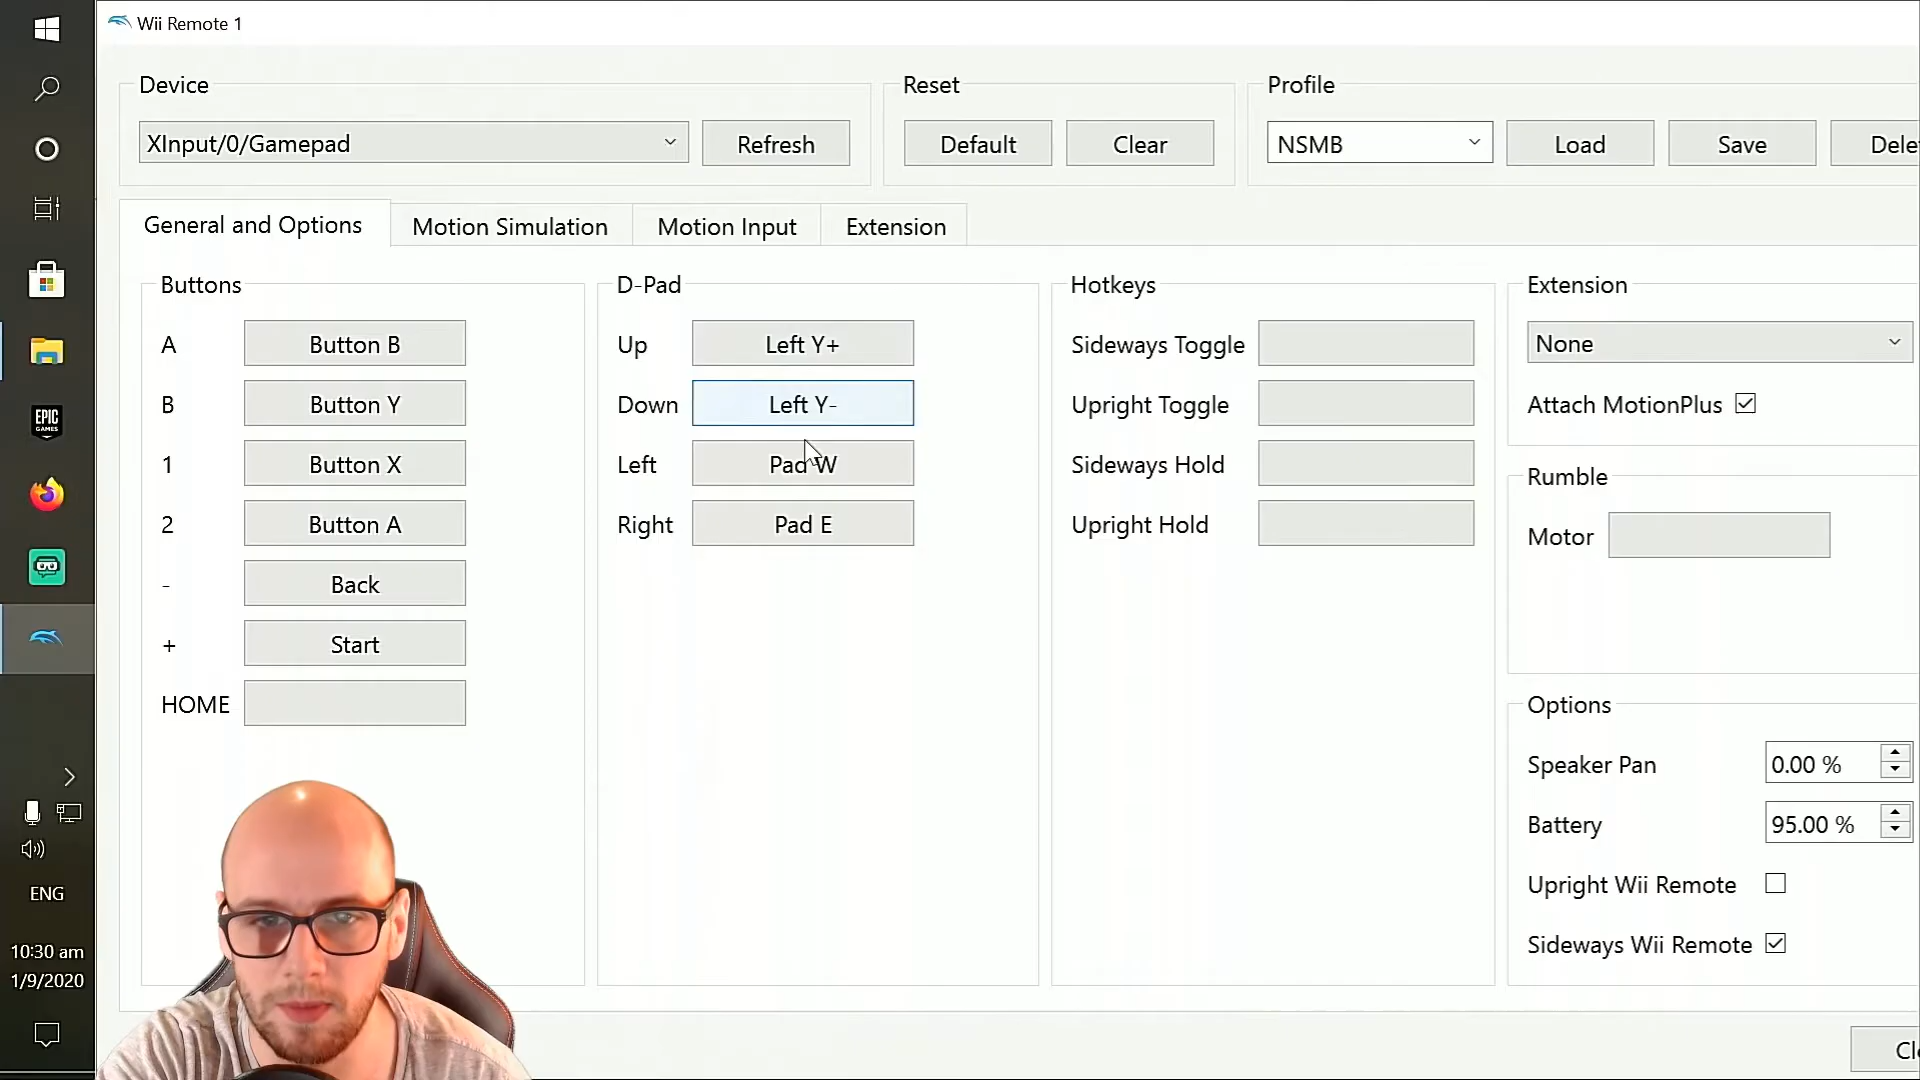 Wii Remote 1
Device
XInput/0/Gamepad
Refresh
Reset
Default
Clear
Profile
NSMB
Load
Save
Dele
General and Options
Motion Simulation
Motion Input
Extension
Buttons
A
Button B
B
Button Y
1
Button X
2
Button A
-
Back
+
Start
HOME
D-Pad
Up
Left Y+
Down
Left Y-
Left
Pad W
Right
Pad E
Hotkeys
Sideways Toggle
Upright Toggle
Sideways Hold
Upright Hold
Extension
None
Attach MotionPlus
Rumble
Motor
Options
Speaker Pan
0.00 %
Battery
95.00 %
Upright Wii Remote
Sideways Wii Remote
Cl
EPIC
GAMES
ENG
10:30 am
1/9/2020